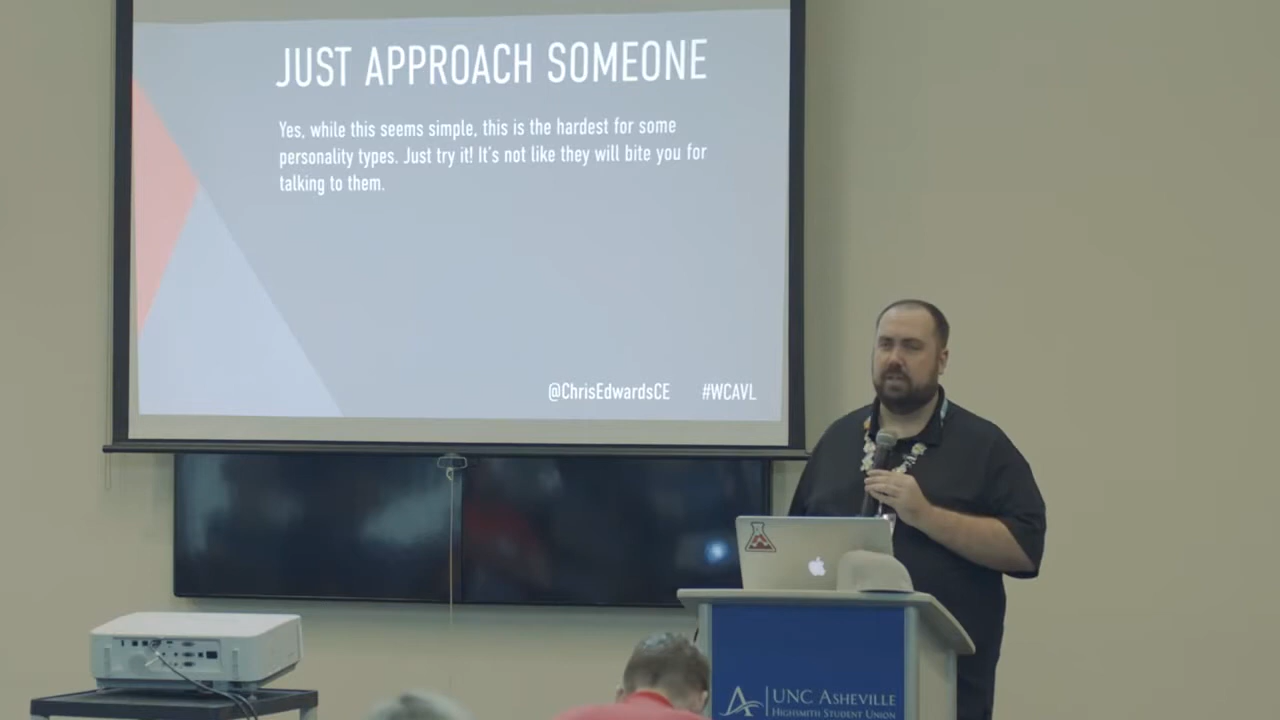 JUST APPROACH SOMEONE
Yes, while this seems simple, this is the hardest for some
personality types. Just try it! It's not like they will bite you for
talking to them.
@ChrisEdwardsCE #WCAVL
UNC ASHEVILLE
HIGHSMITH STUDENT UNION